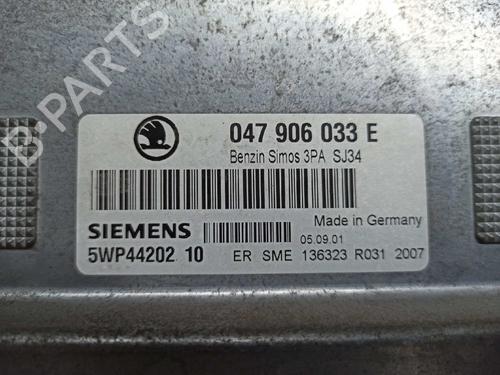 B-PARTS
047 906 033 E
Benzin Simos 3PA SJ34
Made in Germany
SIEMENS
05.09.01
5WP44202 10
ER SME 136323 R031 2007